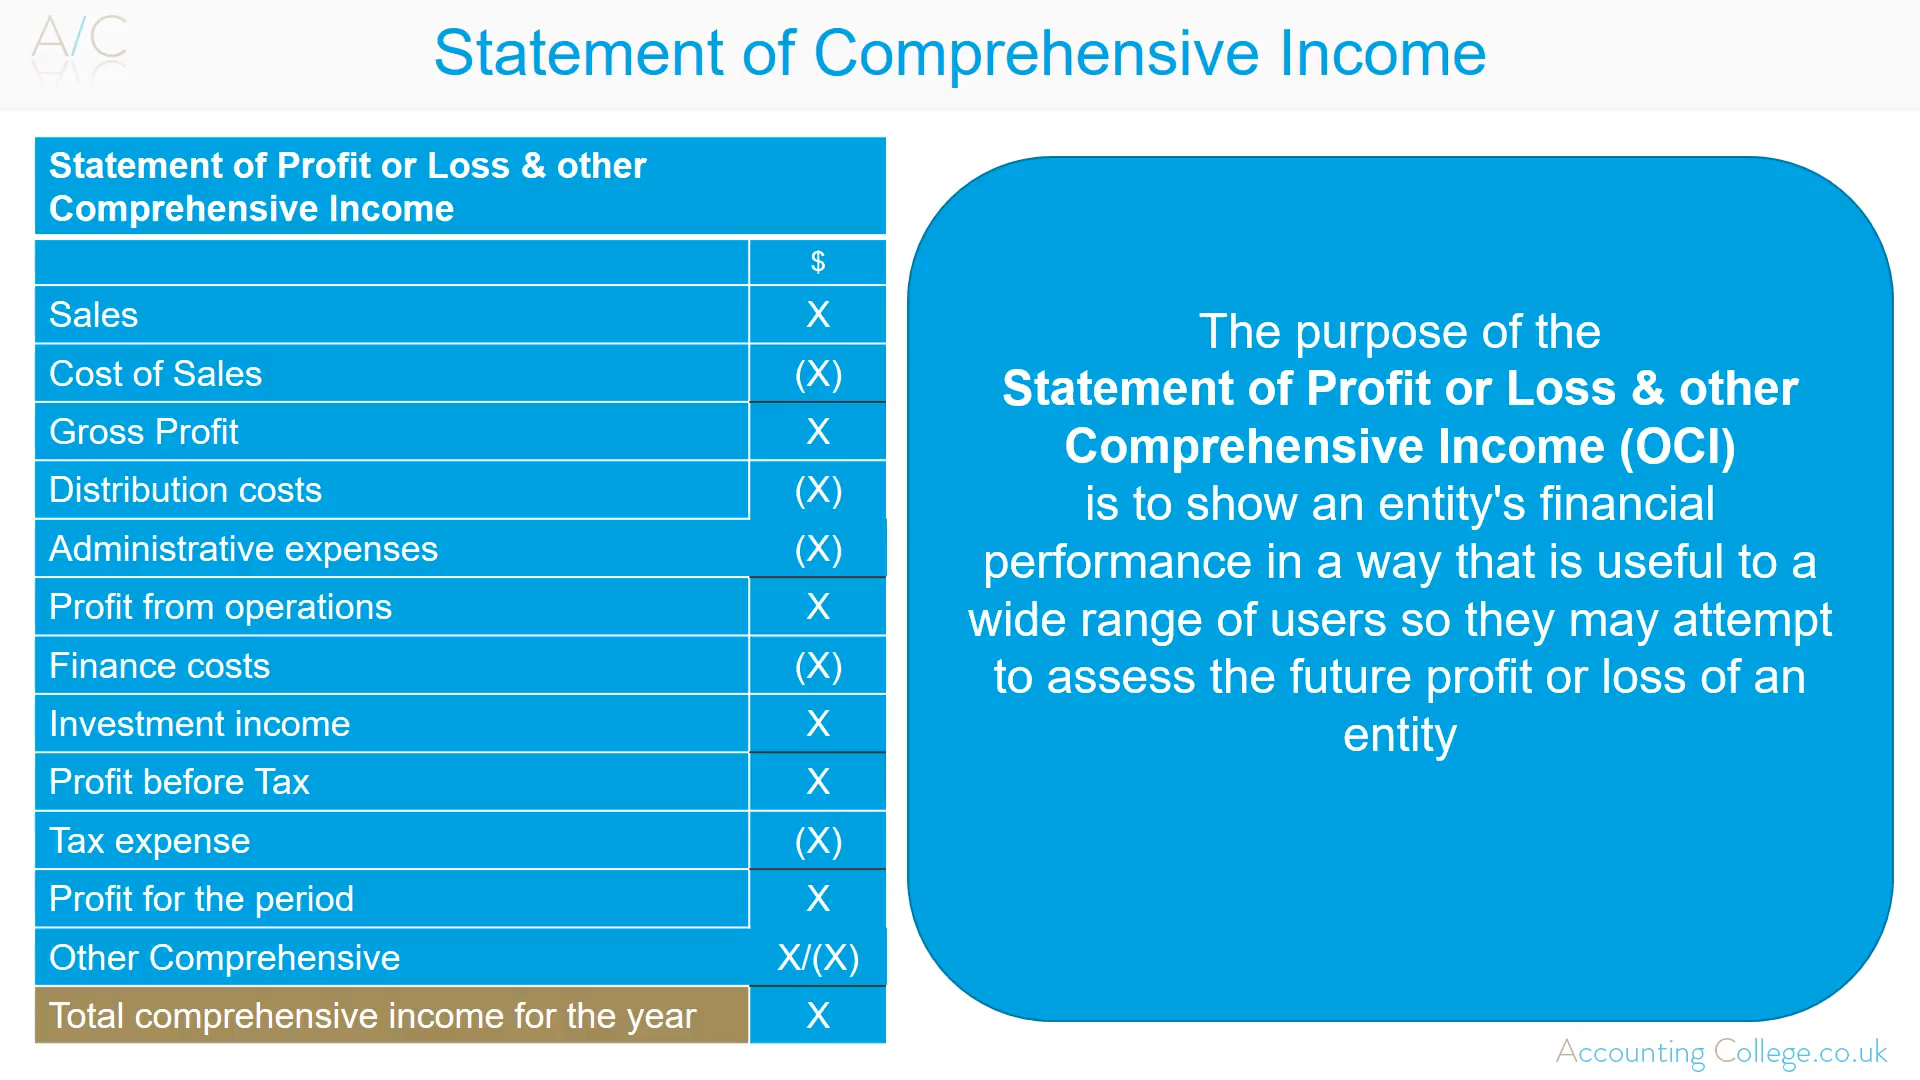 A/C
Statement of Comprehensive Income
Statement of Profit or Loss & other
Comprehensive Income
$
Sales X
Cost of Sales (X)
Gross Profit X
Distribution costs (X)
Administrative expenses (X)
Profit from operations X
Finance costs (X)
Investment income X
Profit before Tax X
Tax expense (X)
Profit for the period X
Other Comprehensive X/(X)
Total comprehensive income for the year X
The purpose of the
Statement of Profit or Loss & other
Comprehensive Income (OCI)
is to show an entity's financial
performance in a way that is useful to a
wide range of users so they may attempt
to assess the future profit or loss of an
entity
Accounting College.co.uk